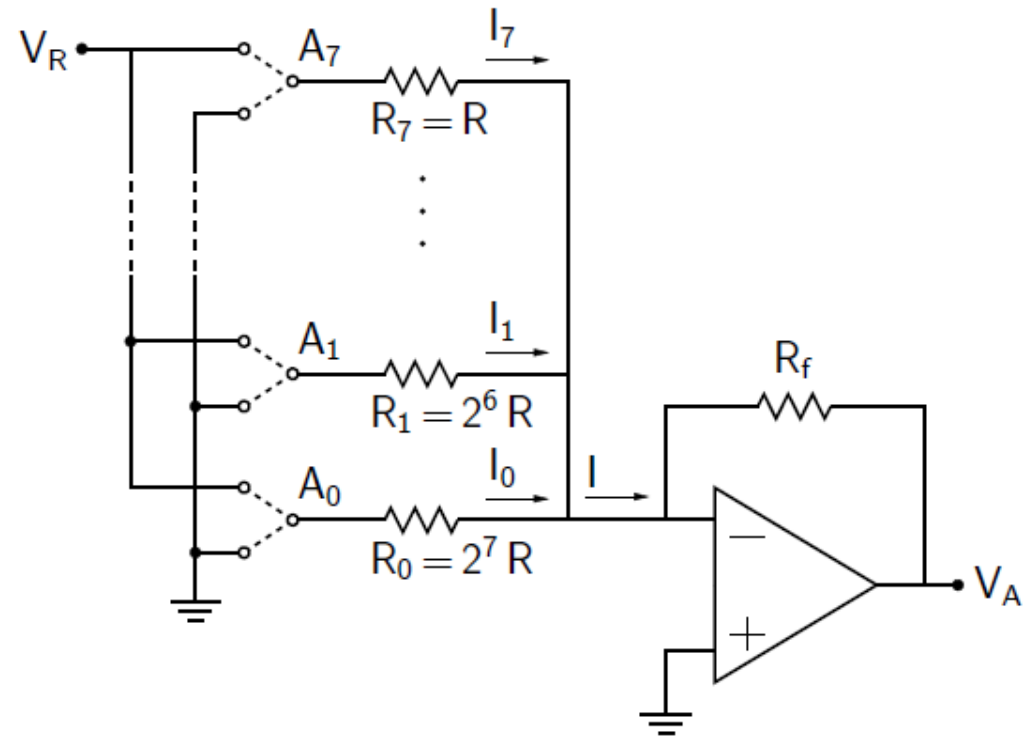 V_R
A_7
I_7
R_7 = R
A_1
I_1
R_1 = 2^6 R
R_f
A_0
I_0
I
R_0 = 2^7 R
−
+
V_A